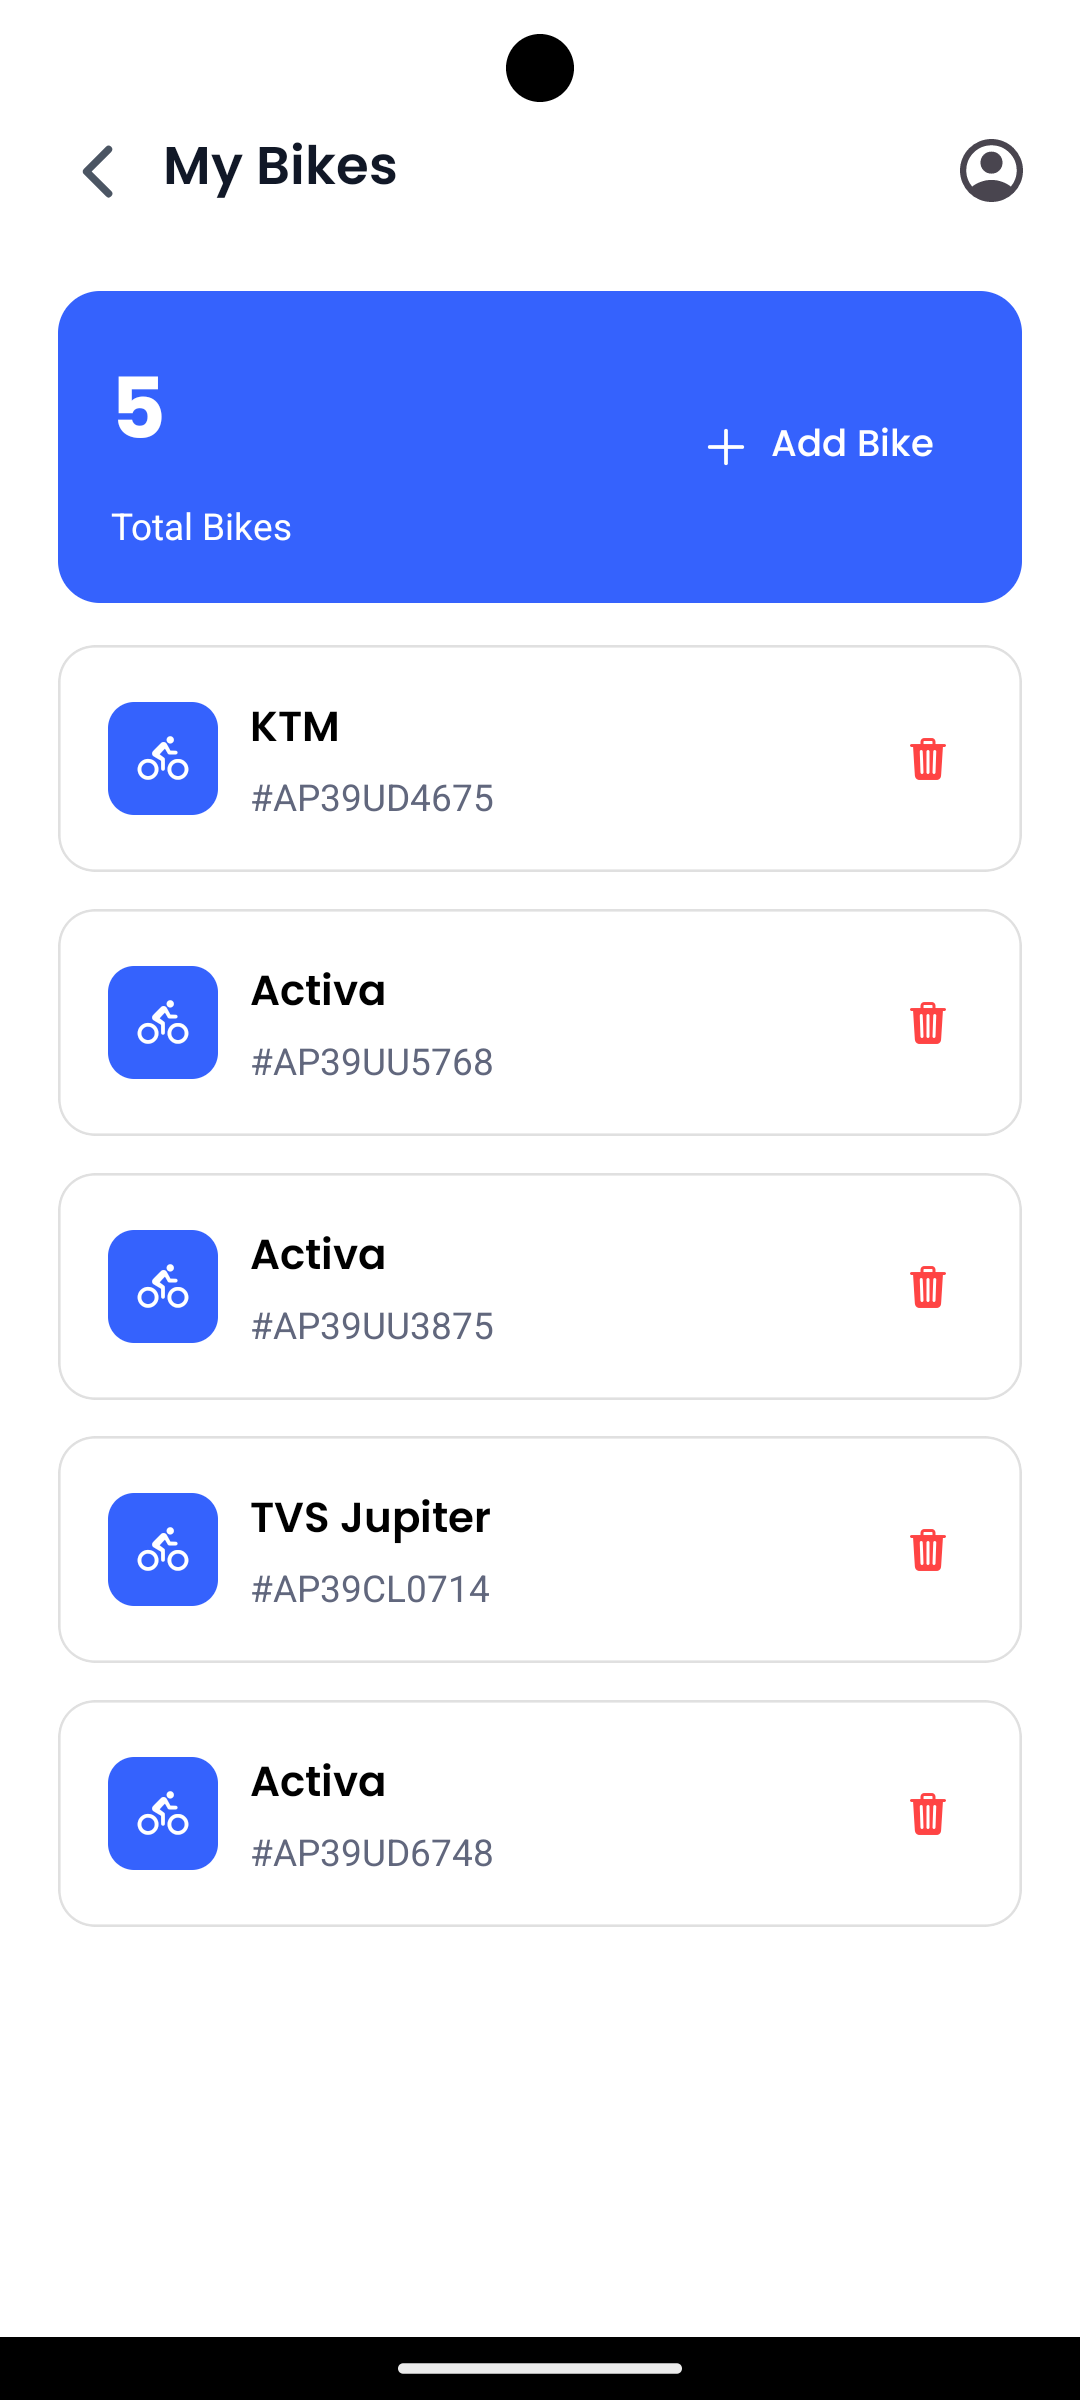 My Bikes
5
Add Bike
Total Bikes
KTM
#AP39UD4675
Activa
#AP39UU5768
Activa
#AP39UU3875
TVS Jupiter
#AP39CL0714
Activa
#AP39UD6748